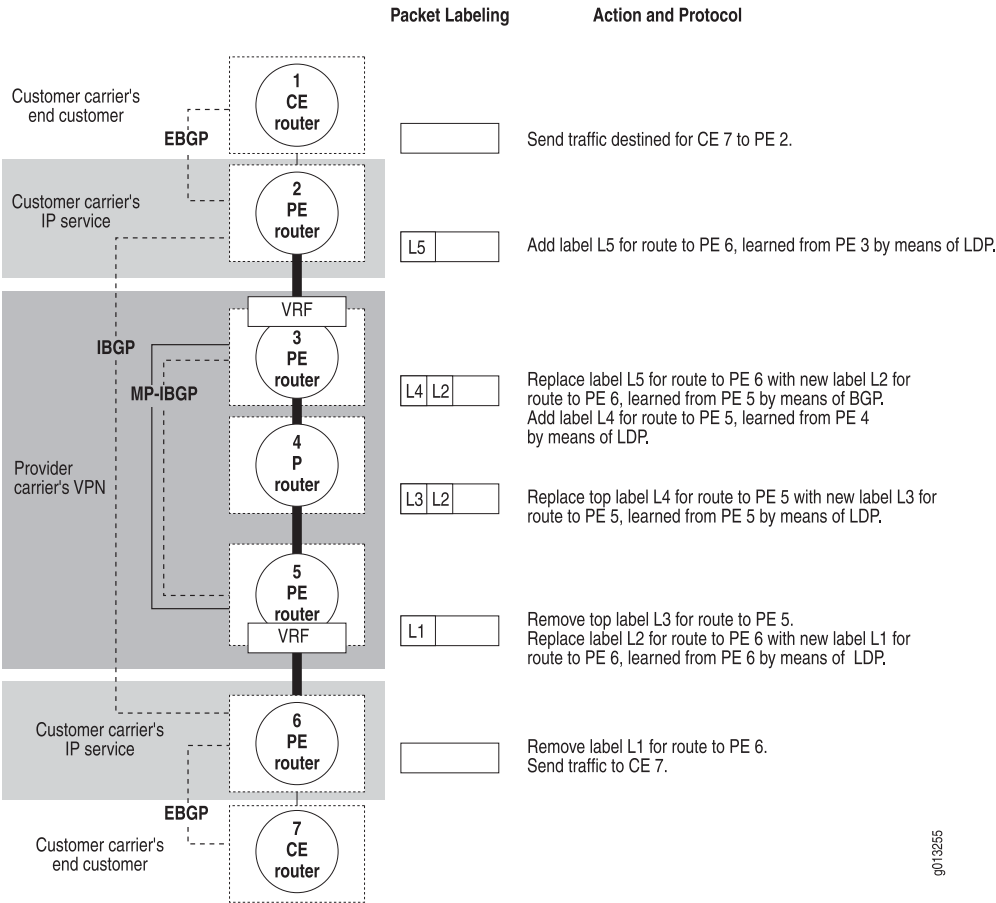 Packet Labeling
Action and Protocol
Customer carrier's
end customer
1
CE
router
EBGP
Send traffic destined for CE 7 to PE 2.
Customer carrier's
IP service
2
PE
router
L5
Add label L5 for route to PE 6, learned from PE 3 by means of LDP.
VRF
IBGP
3
PE
router
MP-IBGP
L4 L2
Replace label L5 for route to PE 6 with new label L2 for
route to PE 6, learned from PE 5 by means of BGP.
Add label L4 for route to PE 5, learned from PE 4
by means of LDP.
Provider
carrier's VPN
4
P
router
L3 L2
Replace top label L4 for route to PE 5 with new label L3 for
route to PE 5, learned from PE 5 by means of LDP.
5
PE
router
VRF
L1
Remove top label L3 for route to PE 5.
Replace label L2 for route to PE 6 with new label L1 for
route to PE 6, learned from PE 6 by means of LDP.
Customer carrier's
IP service
6
PE
router
Remove label L1 for route to PE 6.
Send traffic to CE 7.
EBGP
Customer carrier's
end customer
7
CE
router
g013255